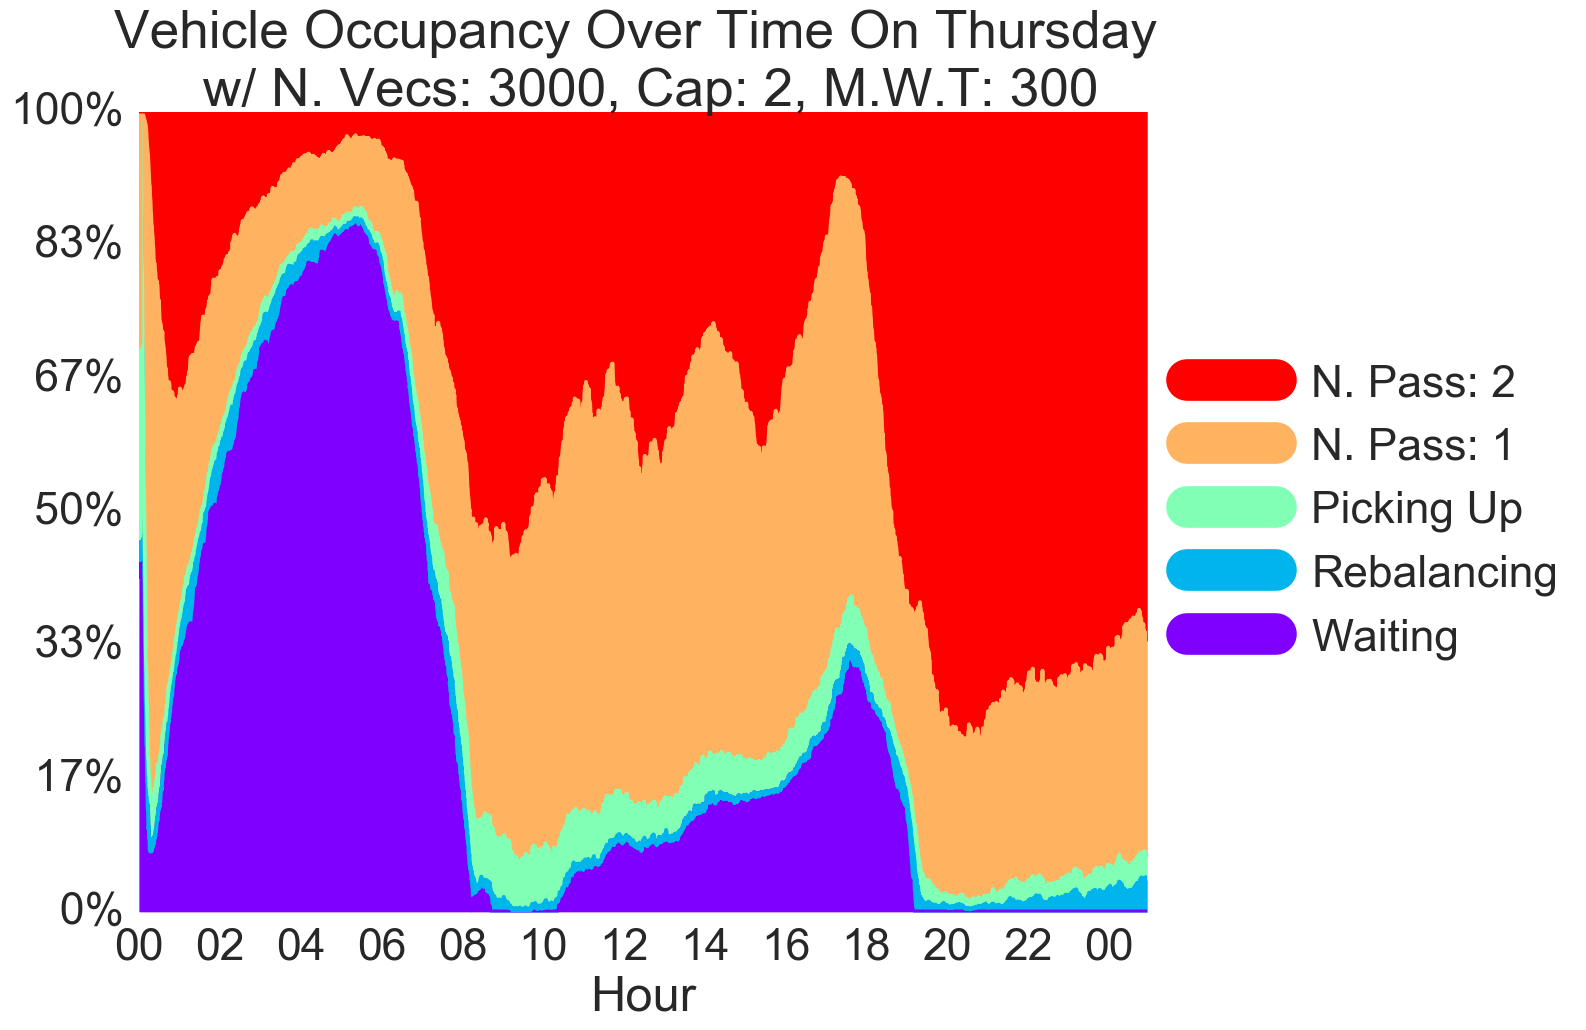 Vehicle Occupancy Over Time On Thursday
w/ N. Vecs: 3000, Cap: 2, M.W.T: 300
100%
83%
67%
50%
33%
17%
0%
00 02 04 06 08 10 12 14 16 18 20 22 00
Hour
N. Pass: 2
N. Pass: 1
Picking Up
Rebalancing
Waiting